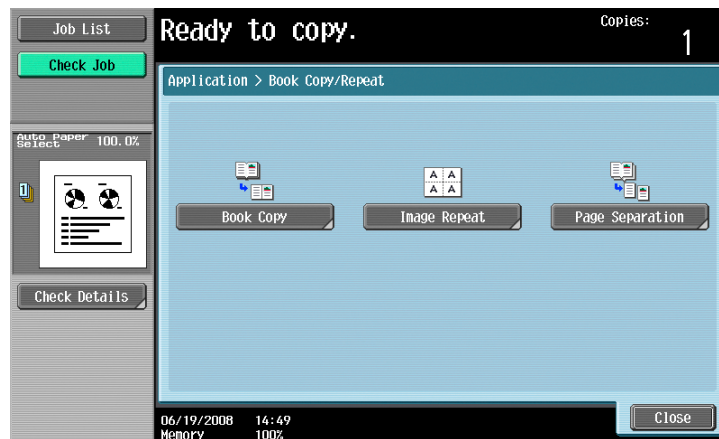 Job List
Check Job
Ready to copy.
Copies:
1
Application > Book Copy/Repeat
Auto Paper
Select
100.0%
1
A A
A A
Book Copy
Image Repeat
Page Separation
Check Details
06/19/2008 14:49
Memory 100%
Close